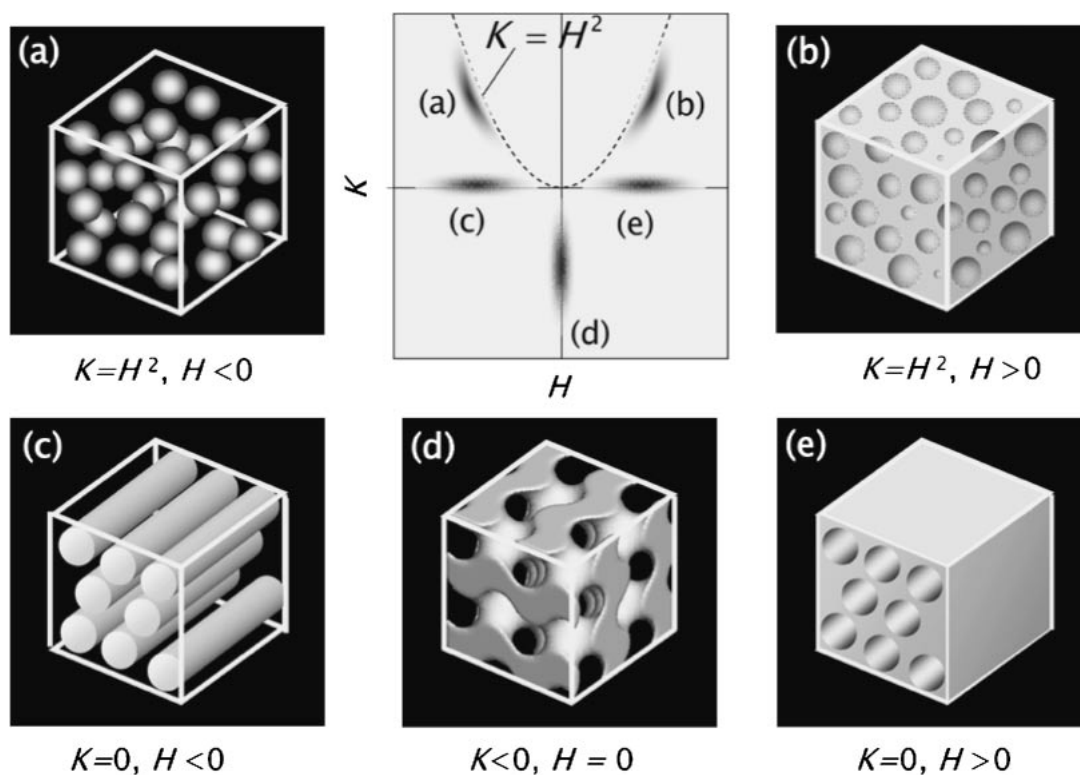 (a)
K = H²
(a)
(b)
K
(c)
(e)
(d)
H
(b)
K=H², H<0
K=H², H>0
(c)
(d)
(e)
K=0, H<0
K<0, H = 0
K=0, H>0